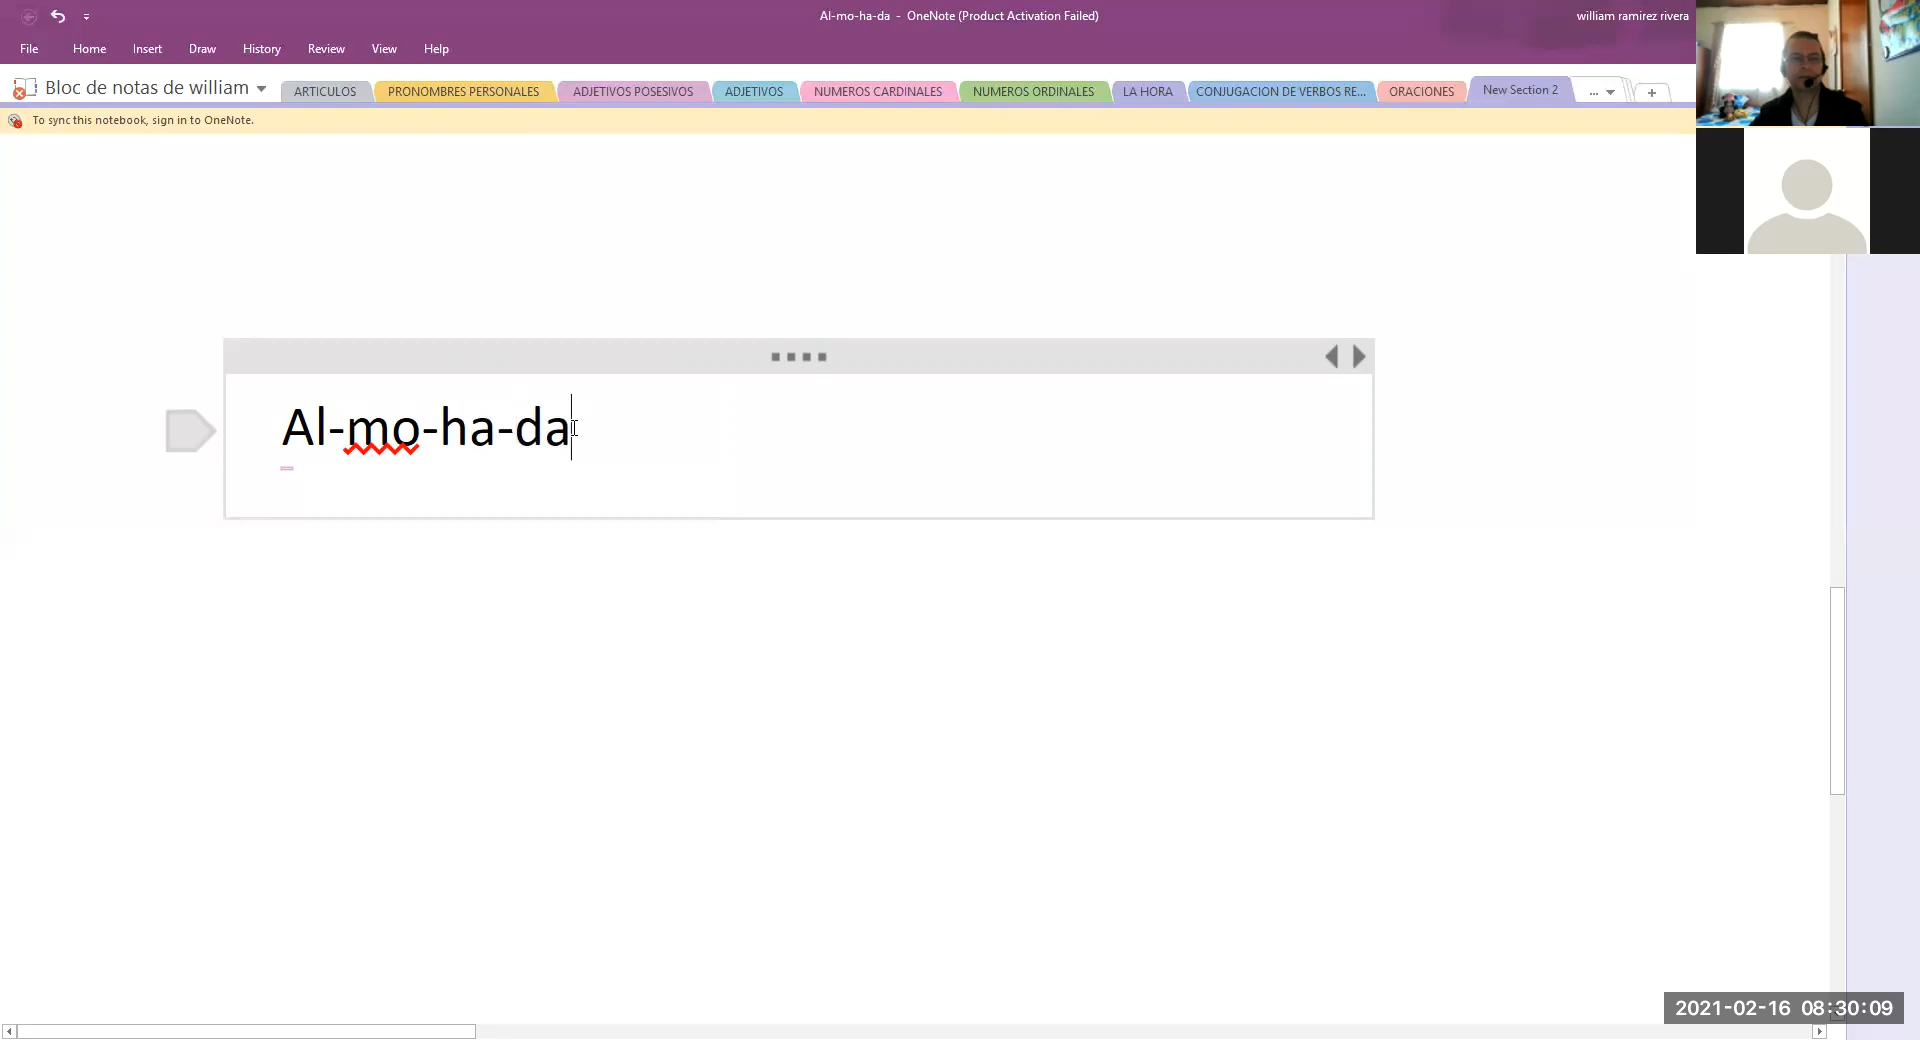 Al-mo-ha-da - OneNote (Product Activation Failed)
william ramirez rivera
File Home Insert Draw History Review View Help
Bloc de notas de william
ARTICULOS PRONOMBRES PERSONALES ADJETIVOS POSESIVOS ADJETIVOS NUMEROS CARDINALES NUMEROS ORDINALES LA HORA CONJUGACION DE VERBOS RE... ORACIONES New Section 2 ...
To sync this notebook, sign in to OneNote.
Al-mo-ha-da
2021-02-16 08:30:09